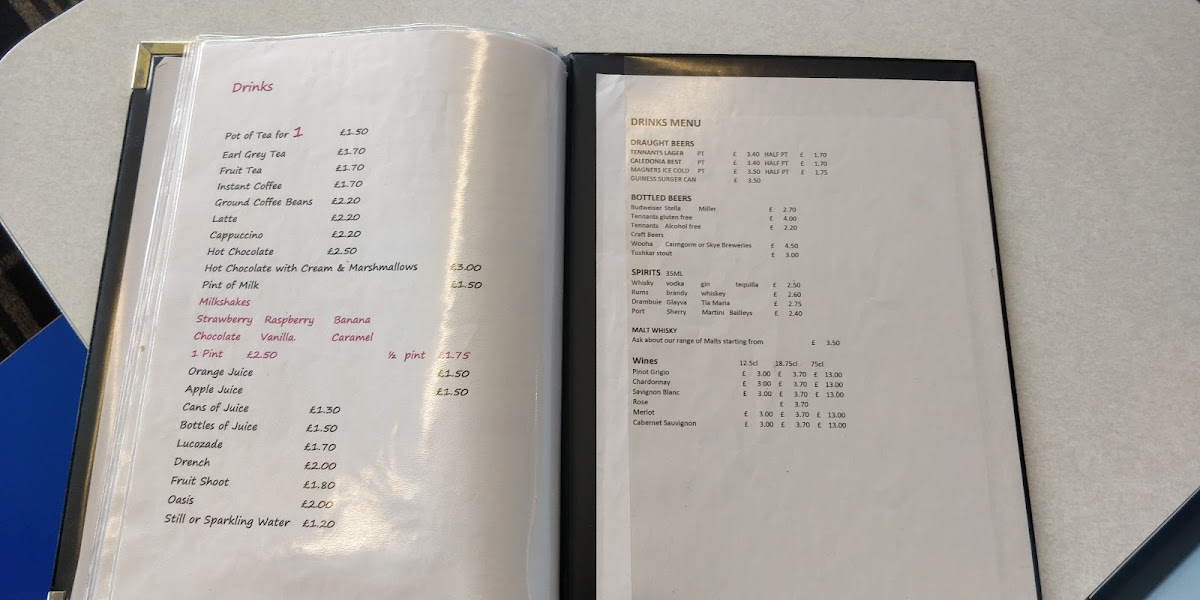 Drinks
Pot of Tea for 1 £1.50
Earl Grey Tea £1.70
Fruit Tea £1.70
Instant Coffee £1.70
Ground Coffee Beans £2.20
Latte £2.20
Cappuccino £2.20
Hot Chocolate £2.50
Hot Chocolate with Cream & Marshmallows £3.00
Pint of Milk £1.50
Milkshakes
Strawberry Raspberry Banana
Chocolate Vanilla Caramel
1 Pint £2.50 ½ pint £1.75
Orange Juice £1.50
Apple Juice £1.50
Cans of Juice £1.30
Bottles of Juice £1.50
Lucozade £1.70
Drench £2.00
Fruit Shoot £1.80
Oasis £2.00
Still or Sparkling Water £1.20
DRINKS MENU
DRAUGHT BEERS
TENNANTS LAGER PT £ 3.40 HALF PT £ 1.70
CALEDONIA BEST PT £ 3.40 HALF PT £ 1.70
MAGNERS ICE COLD PT £ 3.50 HALF PT £ 1.75
GUINESS SURGER CAN £ 3.50
BOTTLED BEERS
Budweiser Stella Miller £ 2.70
Tennants gluten free £ 4.00
Tennants Alcohol free £ 2.20
Craft Beers
Wooha Cairngorm or Skye Breweries £ 4.50
Tushkar stout £ 3.00
SPIRITS 35ML
Whisky vodka gin tequilla £ 2.50
Rums brandy whiskey £ 2.60
Drambuie Glayva Tia Maria £ 2.75
Port Sherry Martini Bailleys £ 2.40
MALT WHISKY
Ask about our range of Malts starting from £ 3.50
Wines 12.5cl 18.75cl 75cl
Pinot Grigio £ 3.00 £ 3.70 £ 13.00
Chardonnay £ 3.00 £ 3.70 £ 13.00
Savignon Blanc £ 3.00 £ 3.70 £ 13.00
Rose £ 3.70
Merlot £ 3.00 £ 3.70 £ 13.00
Cabernet Sauvignon £ 3.00 £ 3.70 £ 13.00